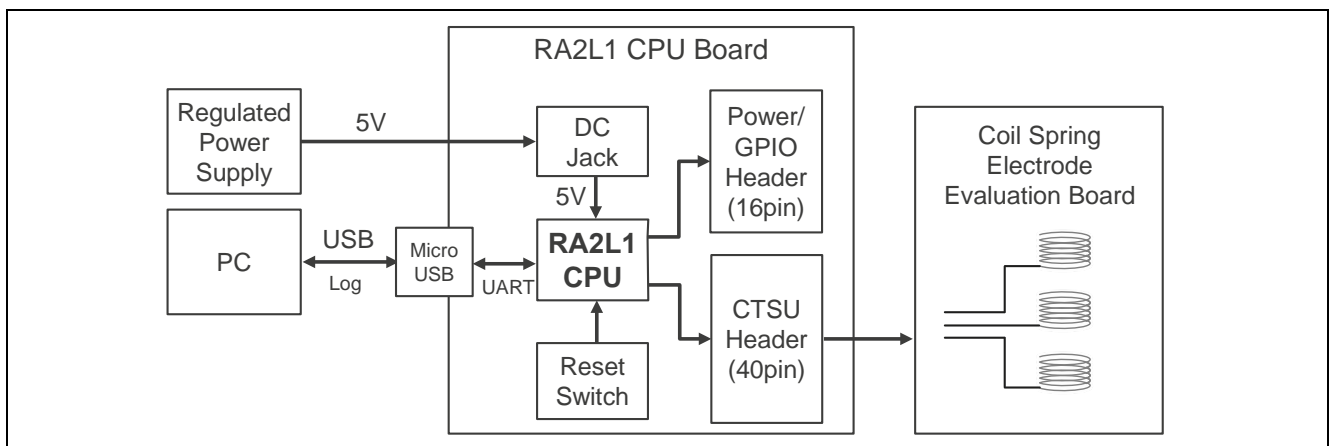 RA2L1 CPU Board
Regulated
Power
Supply
5V
DC
Jack
5V
Power/
GPIO
Header
(16pin)
Coil Spring
Electrode
Evaluation Board
PC
USB
Log
Micro
USB
UART
RA2L1
CPU
CTSU
Header
(40pin)
Reset
Switch